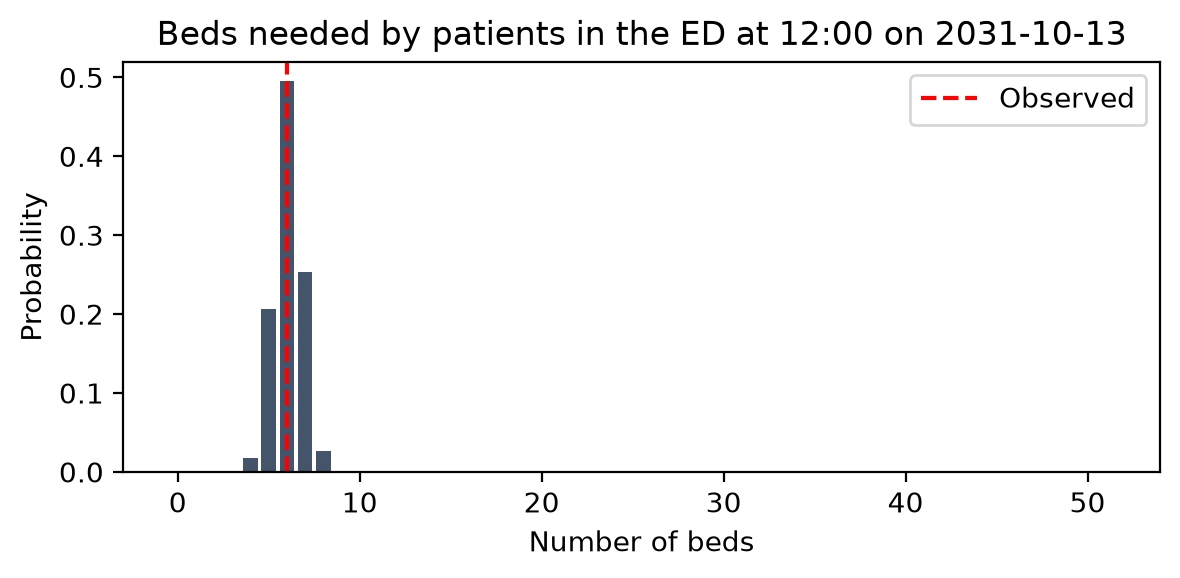 Beds needed by patients in the ED at 12:00 on 2031-10-13
Observed
Probability
0.5
0.4
0.3
0.2
0.1
0.0
0 10 20 30 40 50
Number of beds